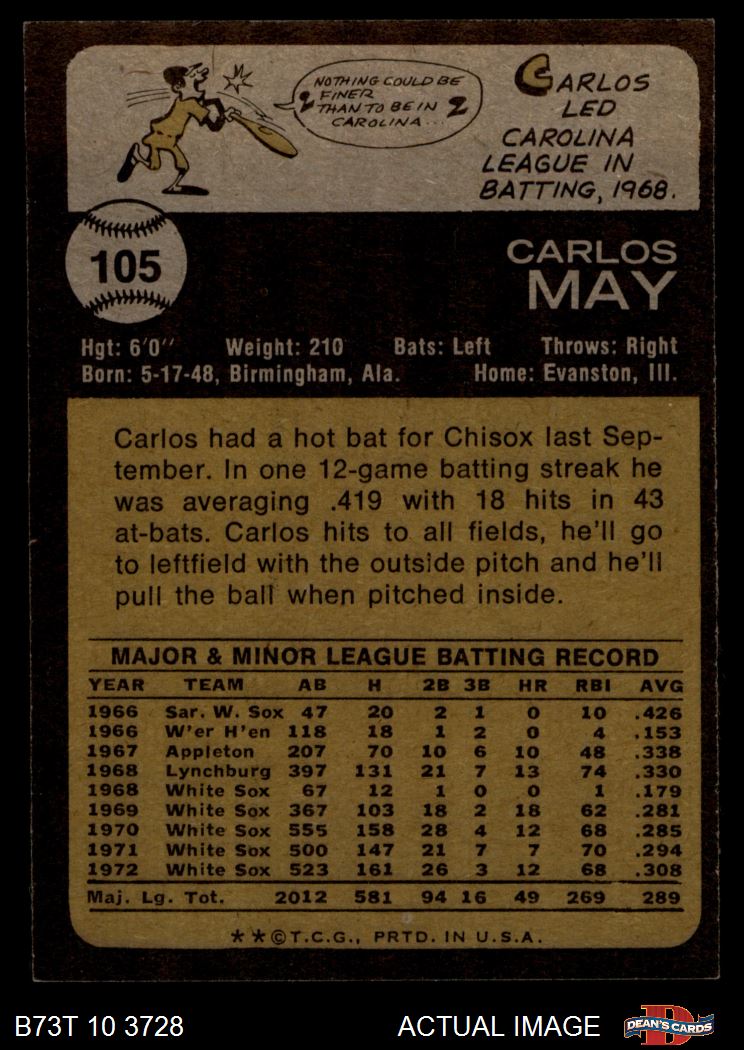 NOTHING COULD BE
FINER
THAN TO BE IN
CAROLINA...
CARLOS
LED
CAROLINA
LEAGUE IN
BATTING, 1968.
105
CARLOS
MAY
Hgt: 6'0" Weight: 210 Bats: Left Throws: Right
Born: 5-17-48, Birmingham, Ala. Home: Evanston, Ill.
Carlos had a hot bat for Chisox last Sep-
tember. In one 12-game batting streak he
was averaging .419 with 18 hits in 43
at-bats. Carlos hits to all fields, he'll go
to leftfield with the outside pitch and he'll
pull the ball when pitched inside.
MAJOR & MINOR LEAGUE BATTING RECORD
YEAR TEAM AB H 2B 3B HR RBI AVG
1966 Sar. W. Sox 47 20 2 1 0 10 .426
1966 W'er H'en 118 18 1 2 0 4 .153
1967 Appleton 207 70 10 6 10 48 .338
1968 Lynchburg 397 131 21 7 13 74 .330
1968 White Sox 67 12 1 0 0 1 .179
1969 White Sox 367 103 18 2 18 62 .281
1970 White Sox 555 158 28 4 12 68 .285
1971 White Sox 500 147 21 7 7 70 .294
1972 White Sox 523 161 26 3 12 68 .308
Maj. Lg. Tot. 2012 581 94 16 49 269 289
**©T.C.G., PRTD. IN U.S.A.
B73T 10 3728 ACTUAL IMAGE
D
DEAN'S CARDS